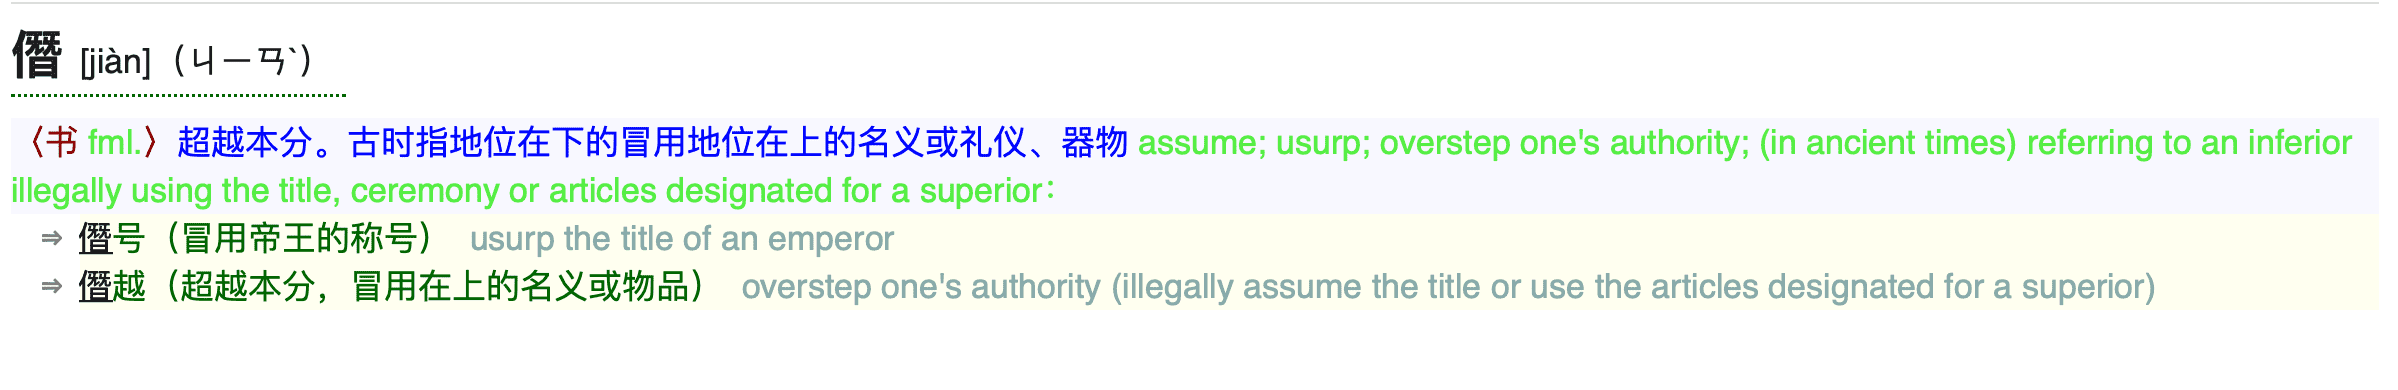 僭 [jiàn]（ㄐㄧㄢˋ）
〈书 fml.〉超越本分。古时指地位在下的冒用地位在上的名义或礼仪、器物 assume; usurp; overstep one's authority; (in ancient times) referring to an inferior
illegally using the title, ceremony or articles designated for a superior：
⇒ 僭号（冒用帝王的称号） usurp the title of an emperor
⇒ 僭越（超越本分，冒用在上的名义或物品） overstep one's authority (illegally assume the title or use the articles designated for a superior)